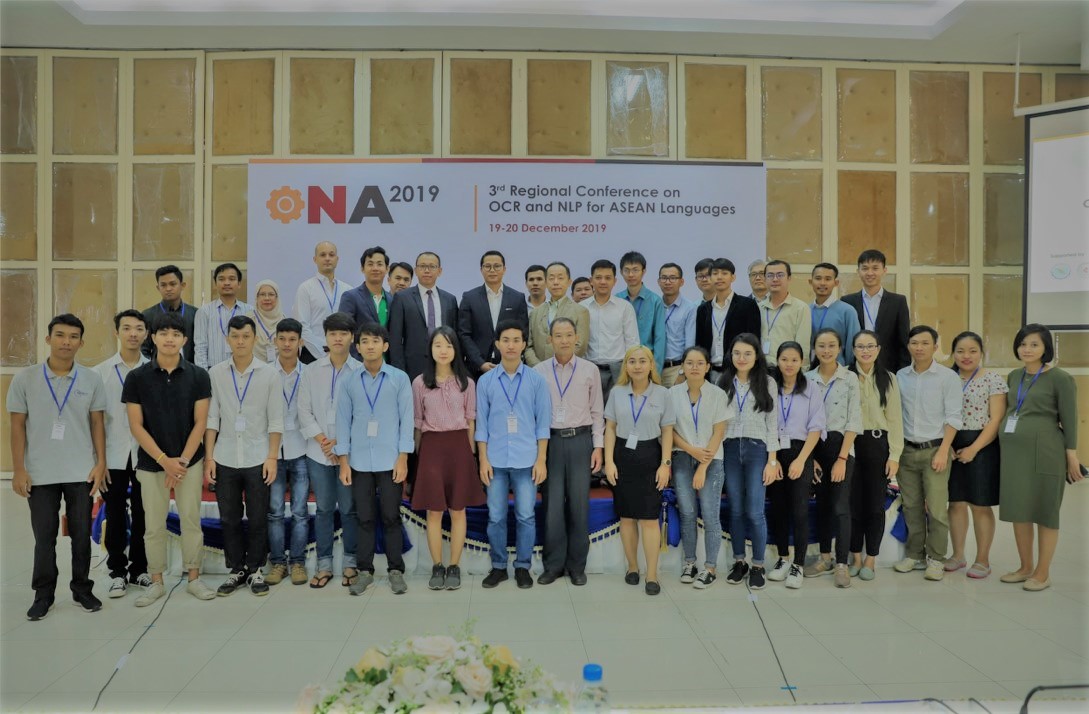 ONA 2019
3rd Regional Conference on
OCR and NLP for ASEAN Languages
19-20 December 2019